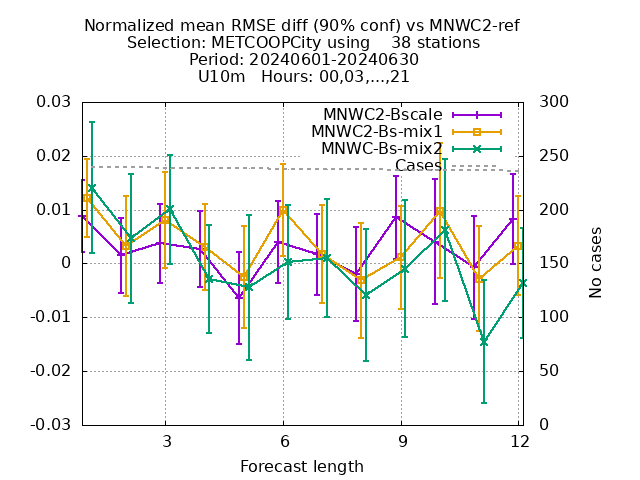 Normalized mean RMSE diff (90% conf) vs MNWC2-ref
Selection: METCOOPCity using    38 stations
Period: 20240601-20240630
U10m   Hours: 00,03,...,21
MNWC2-Bscale
MNWC2-Bs-mix1
MNWC-Bs-mix2
Cases
0.03
0.02
0.01
0
-0.01
-0.02
-0.03
300
250
200
150
100
50
0
No cases
3
6
9
12
Forecast length